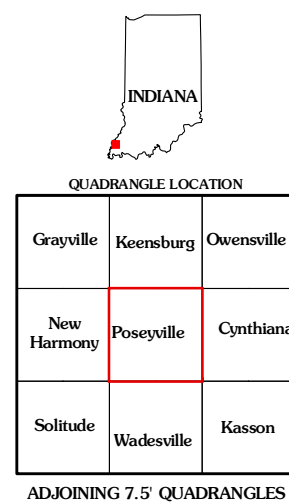 INDIANA
QUADRANGLE LOCATION
Grayville Keensburg Owensville
New
Harmony Poseyville Cynthiana
Solitude Wadesville Kasson
ADJOINING 7.5' QUADRANGLES